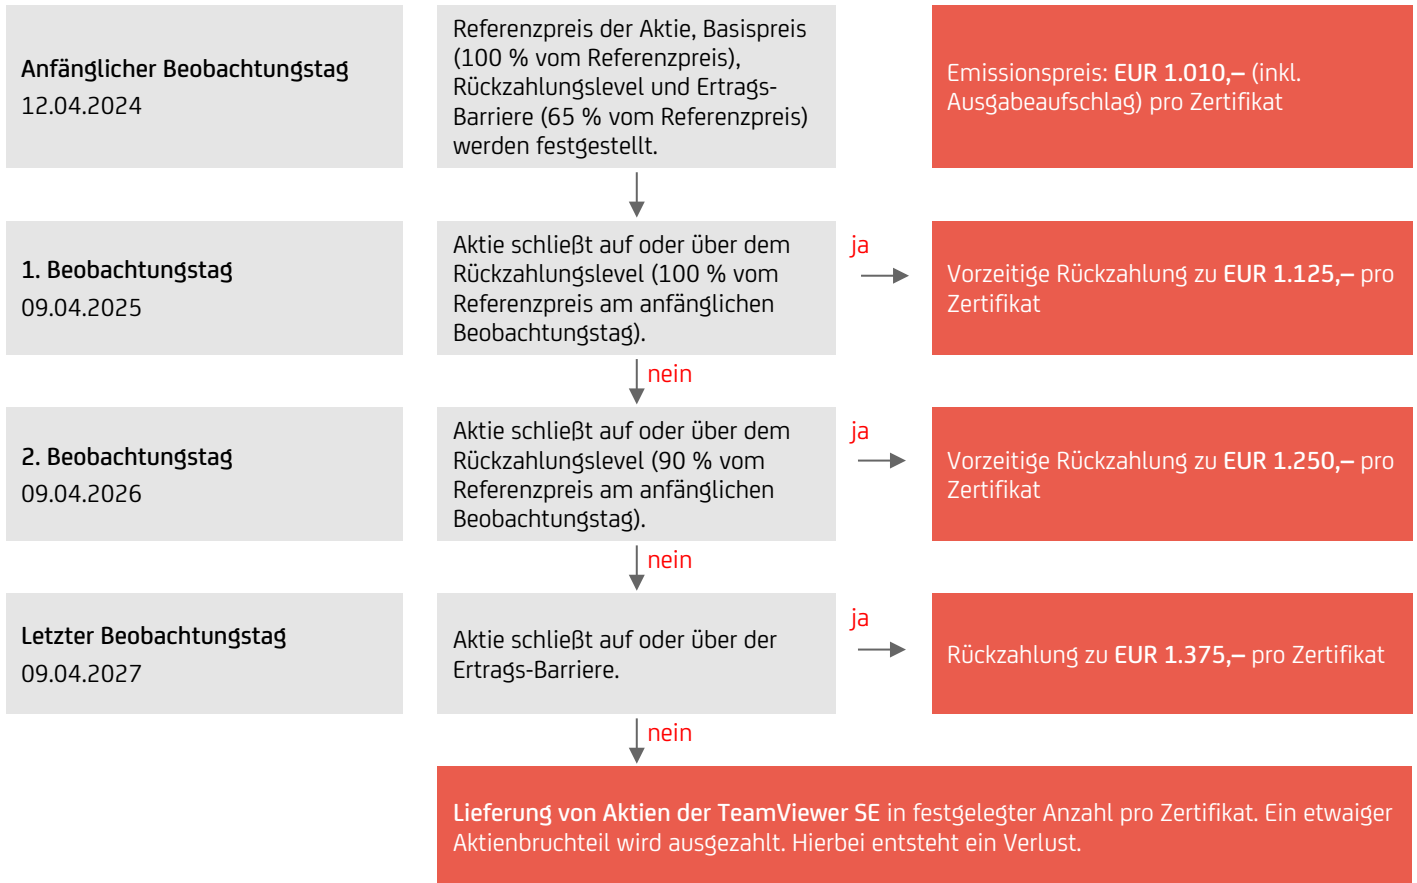 Anfänglicher Beobachtungstag
12.04.2024
Referenzpreis der Aktie, Basispreis
(100 % vom Referenzpreis),
Rückzahlungslevel und Ertrags-
Barriere (65 % vom Referenzpreis)
werden festgestellt.
Emissionspreis: EUR 1.010,– (inkl.
Ausgabeaufschlag) pro Zertifikat
1. Beobachtungstag
09.04.2025
Aktie schließt auf oder über dem
Rückzahlungslevel (100 % vom
Referenzpreis am anfänglichen
Beobachtungstag).
ja
Vorzeitige Rückzahlung zu EUR 1.125,– pro
Zertifikat
nein
2. Beobachtungstag
09.04.2026
Aktie schließt auf oder über dem
Rückzahlungslevel (90 % vom
Referenzpreis am anfänglichen
Beobachtungstag).
ja
Vorzeitige Rückzahlung zu EUR 1.250,– pro
Zertifikat
nein
Letzter Beobachtungstag
09.04.2027
Aktie schließt auf oder über der
Ertrags-Barriere.
ja
Rückzahlung zu EUR 1.375,– pro Zertifikat
nein
Lieferung von Aktien der TeamViewer SE in festgelegter Anzahl pro Zertifikat. Ein etwaiger
Aktienbruchteil wird ausgezahlt. Hierbei entsteht ein Verlust.